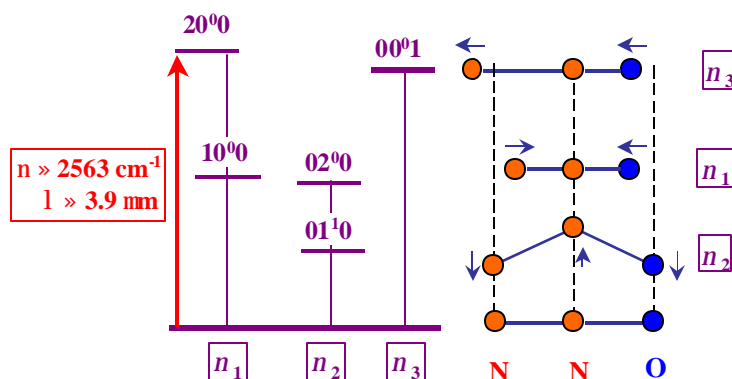 20⁰0
00⁰1
n₃
n » 2563 cm⁻¹
l » 3.9 mm
10⁰0
02⁰0
n₁
01¹0
n₂
n₁
n₂
n₃
N
N
O